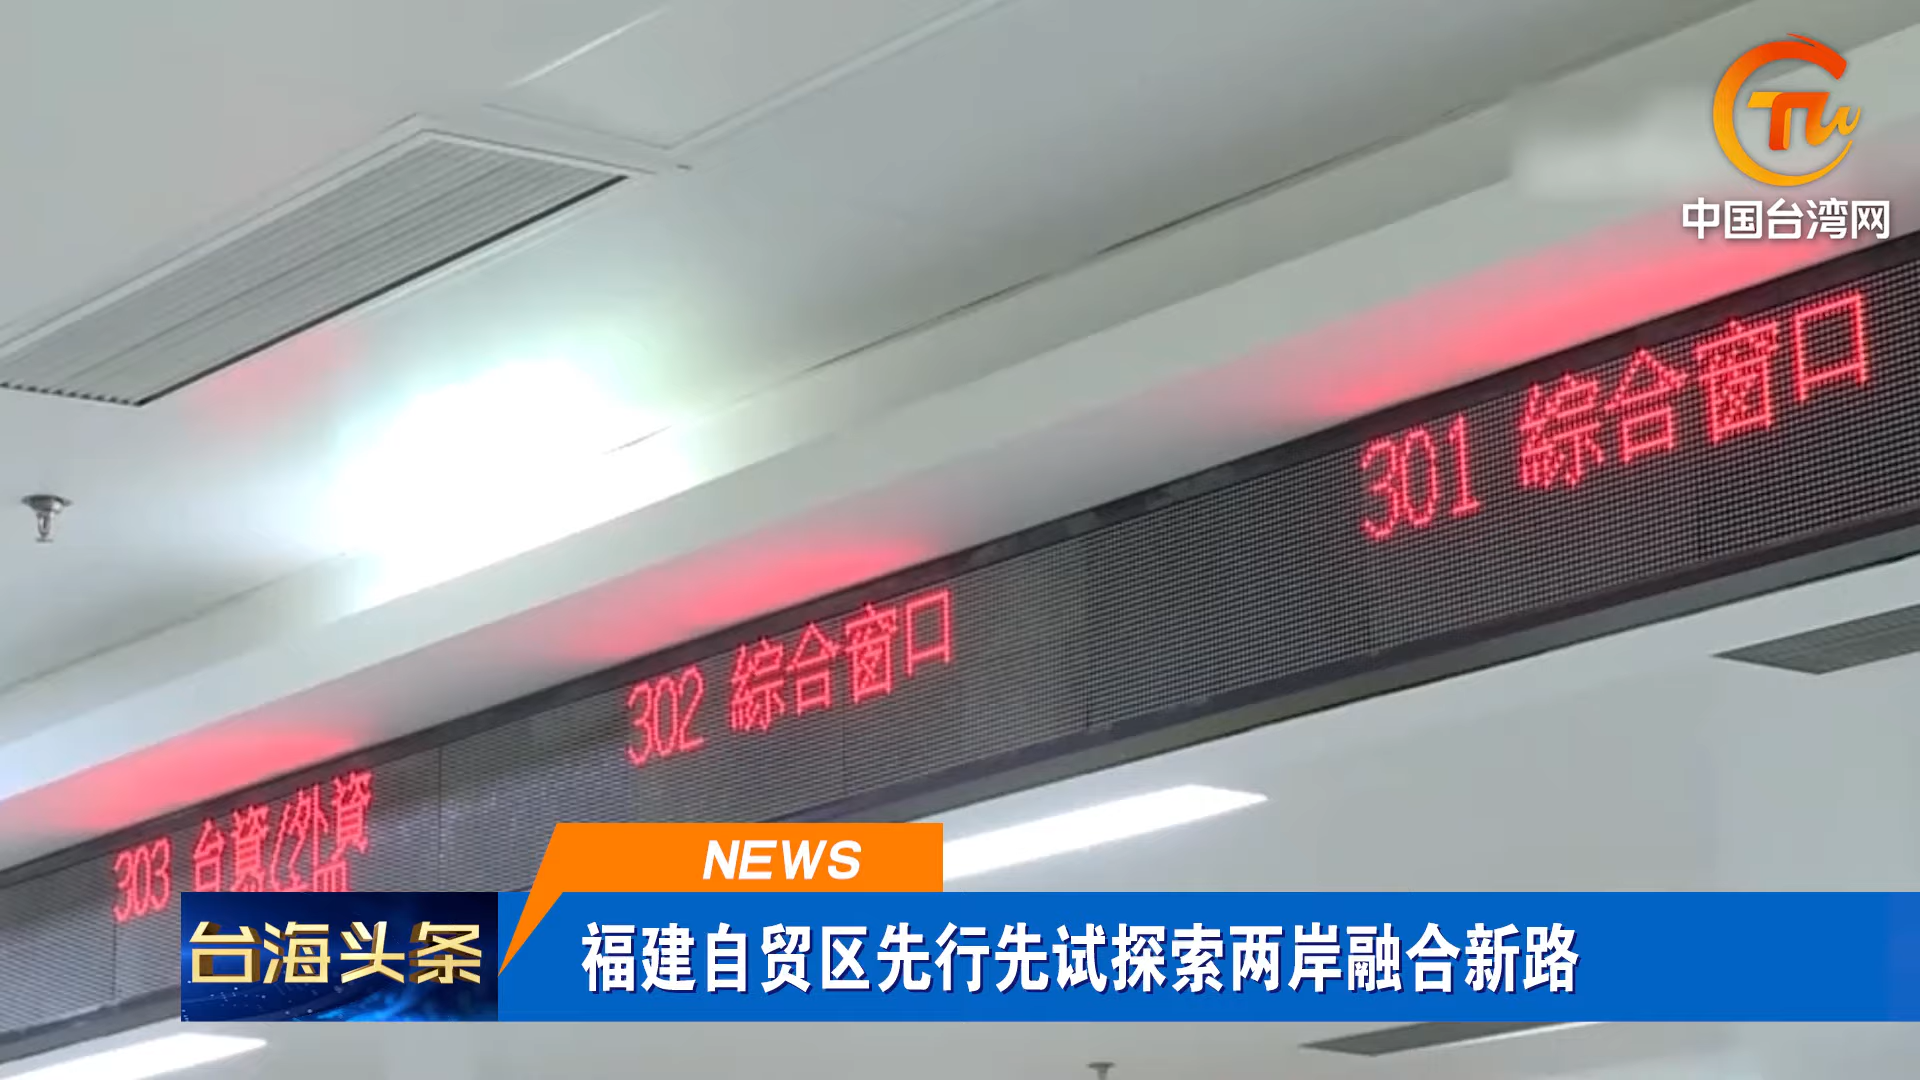 中国台湾网
301 綜合窗口
302 綜合窗口
303 台資/外資
NEWS
台海头条
福建自贸区先行先试探索两岸融合新路